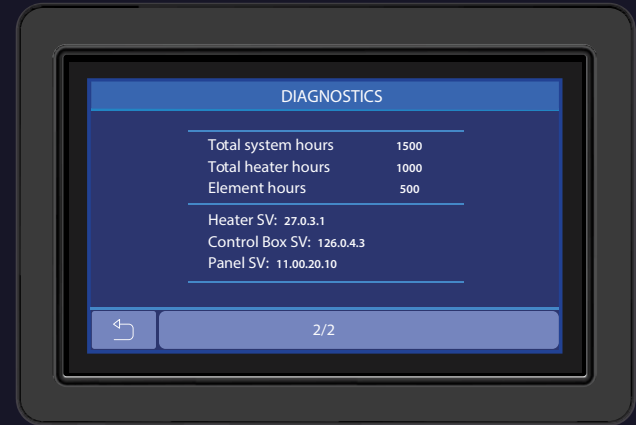 DIAGNOSTICS
Total system hours 1500
Total heater hours 1000
Element hours 500
Heater SV: 27.0.3.1
Control Box SV: 126.0.4.3
Panel SV: 11.00.20.10
2/2